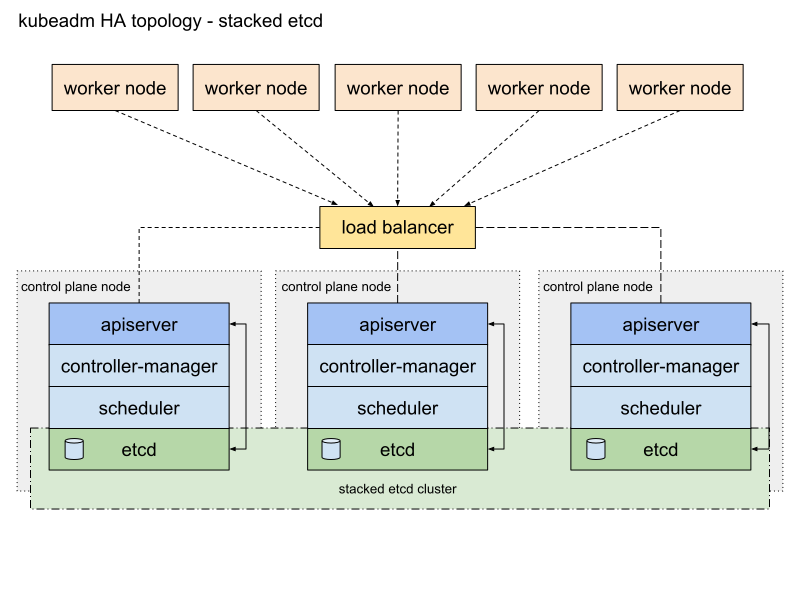 kubeadm HA topology - stacked etcd
worker node
worker node
worker node
worker node
worker node
load balancer
control plane node
control plane node
control plane node
apiserver
apiserver
apiserver
controller-manager
controller-manager
controller-manager
scheduler
scheduler
scheduler
etcd
etcd
etcd
stacked etcd cluster